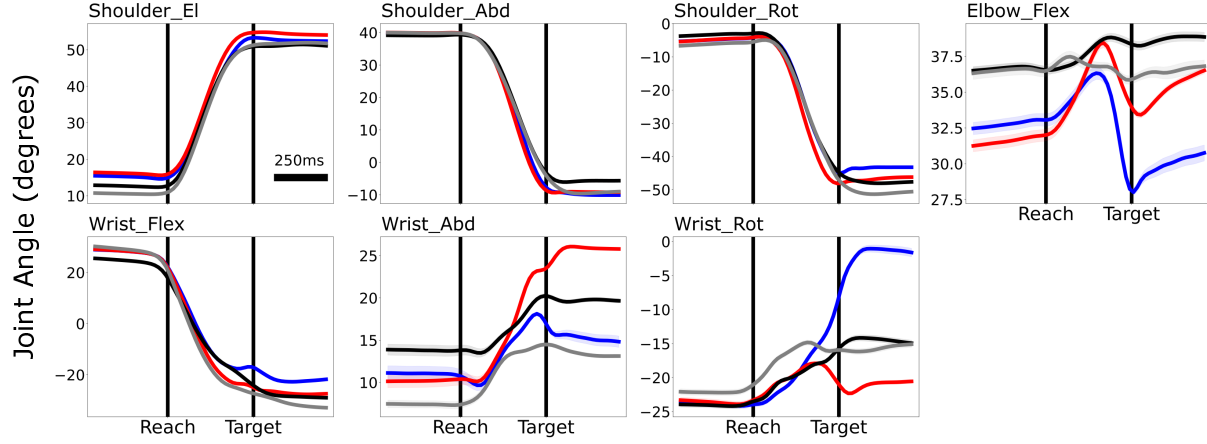 Joint Angle (degrees)
Shoulder_El
50
40
30
20
10
250ms
Shoulder_Abd
40
30
20
10
0
−10
Shoulder_Rot
0
−10
−20
−30
−40
−50
Elbow_Flex
37.5
35.0
32.5
30.0
27.5
Reach Target
Wrist_Flex
20
0
−20
Reach Target
Wrist_Abd
25
20
15
10
Reach Target
Wrist_Rot
0
−5
−10
−15
−20
−25
Reach Target